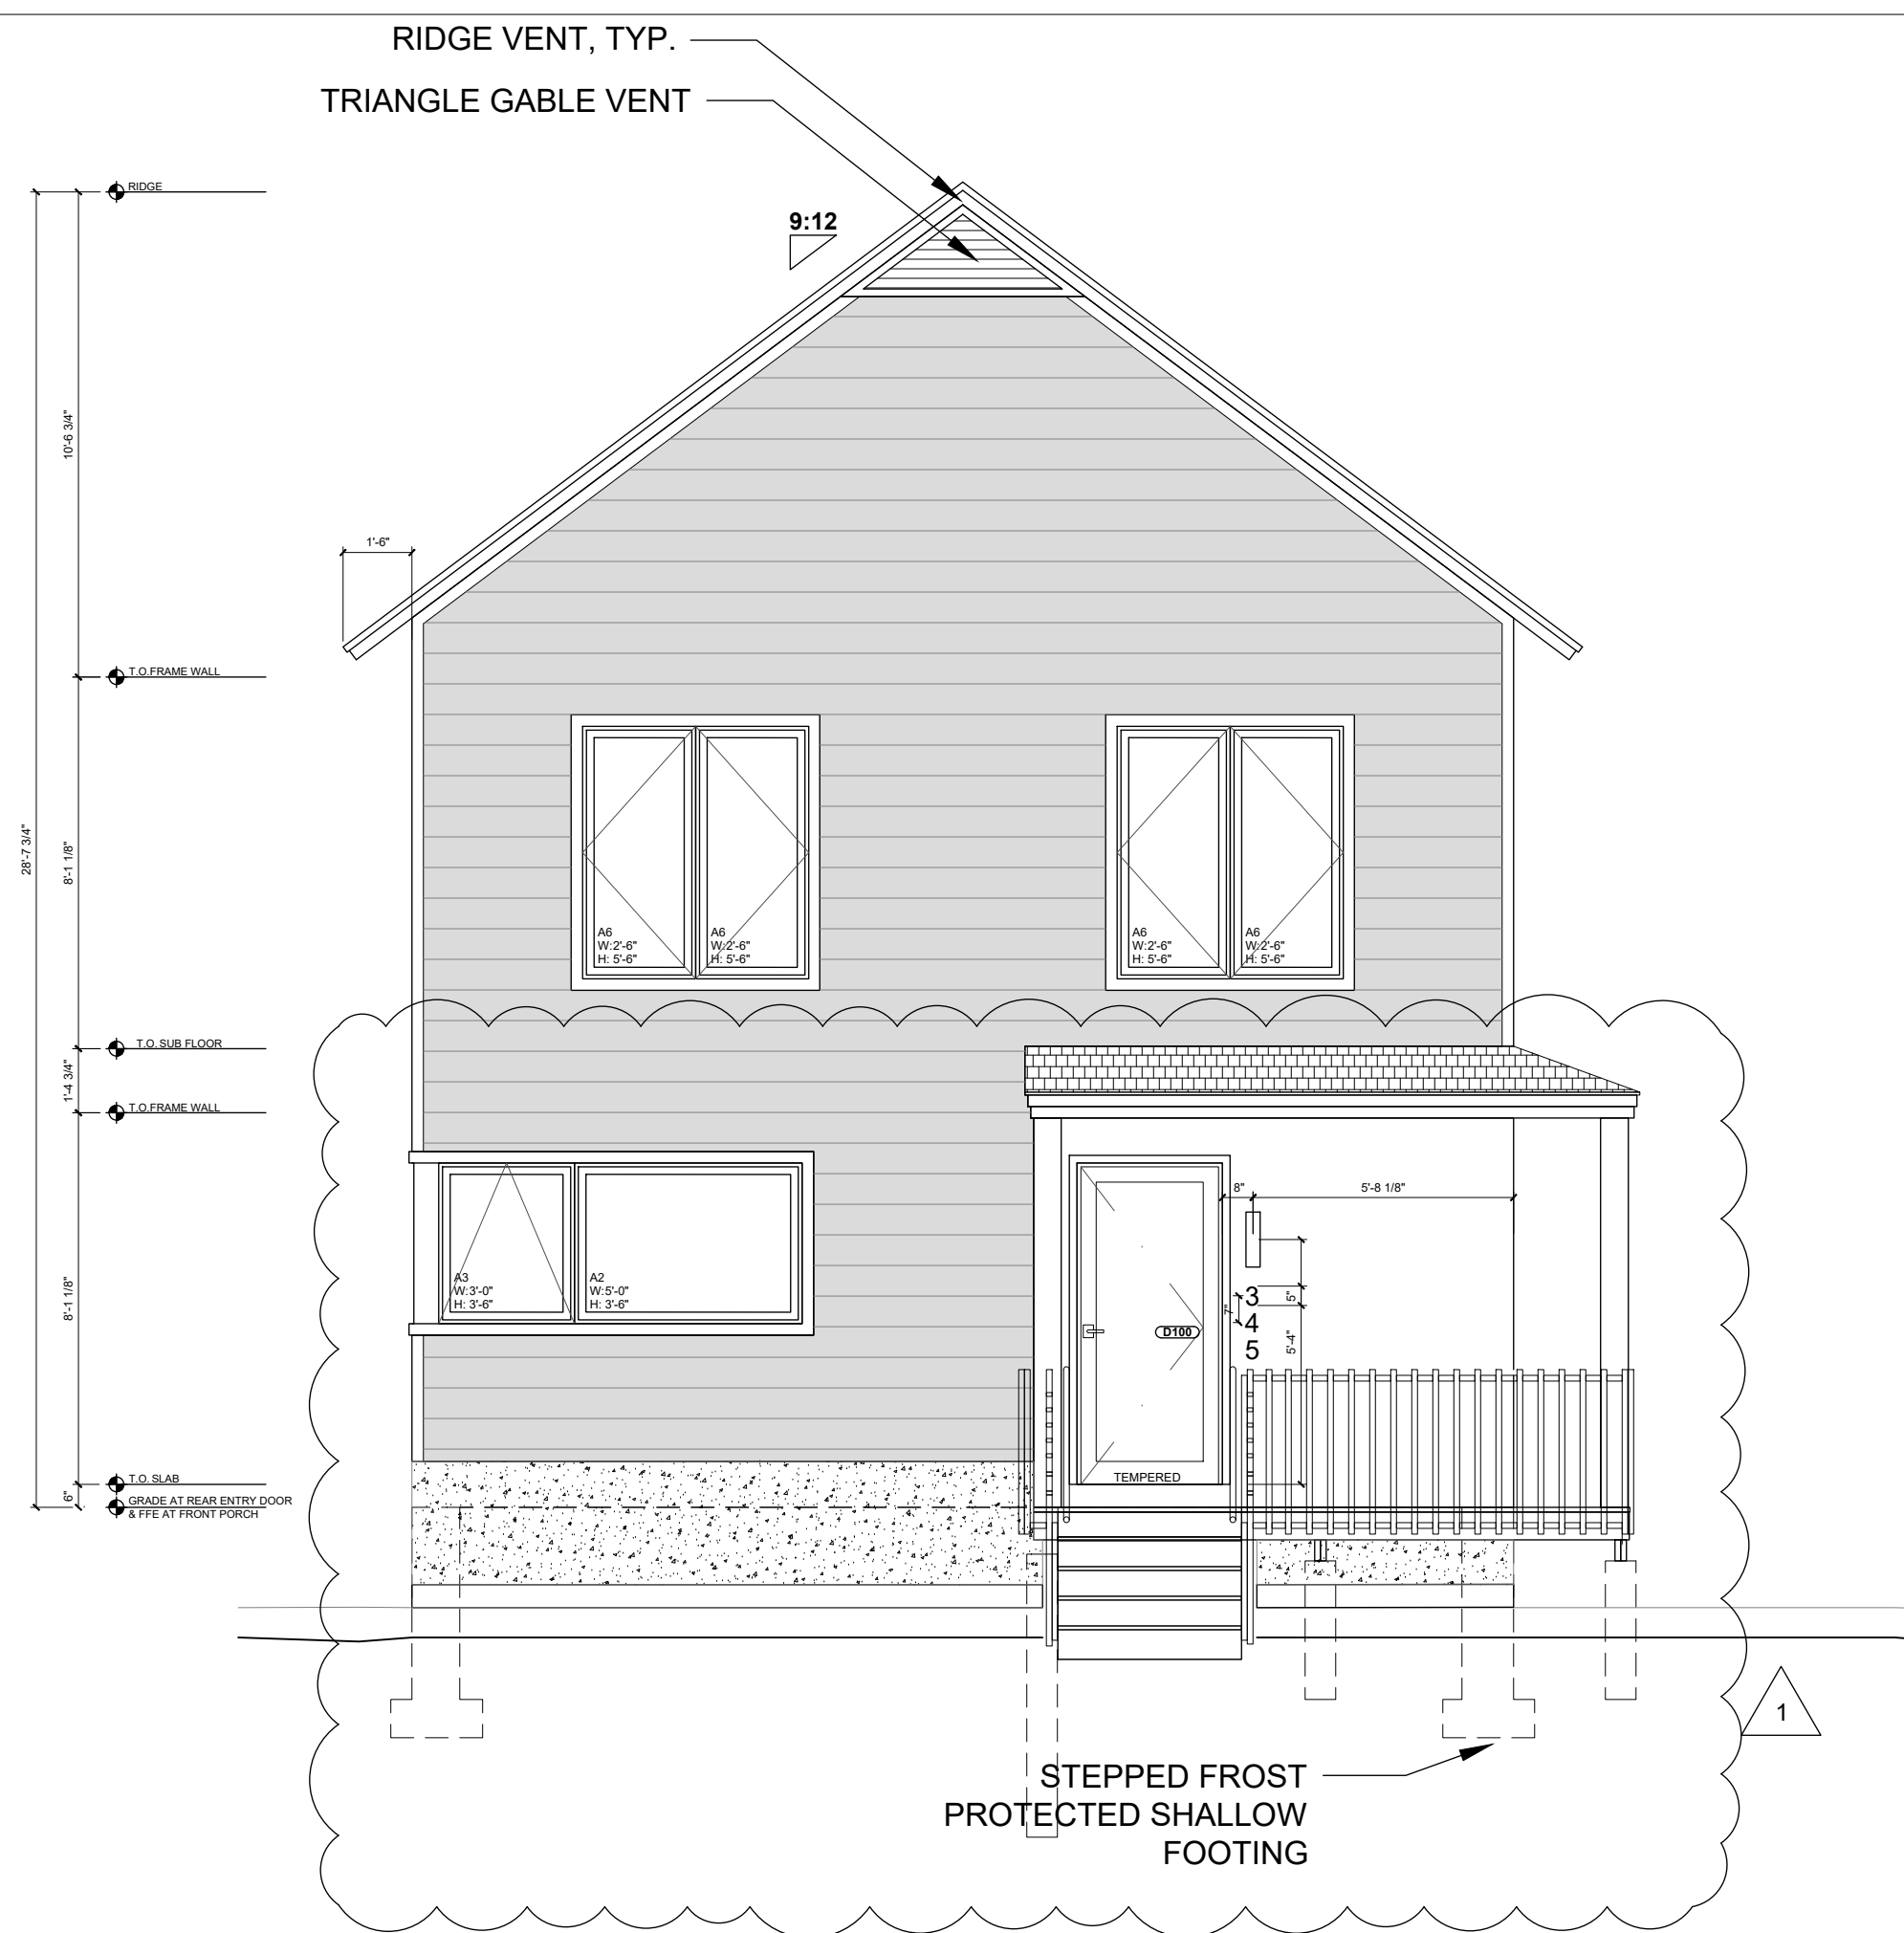 RIDGE VENT, TYP.
TRIANGLE GABLE VENT
RIDGE
9:12
10'-6 3/4"
1'-6"
T.O.FRAME WALL
28'-7 3/4"
8'-1 1/8"
A6
W:2'-6"
H: 5'-6"
A6
W:2'-6"
H: 5'-6"
A6
W:2'-6"
H: 5'-6"
A6
W:2'-6"
H: 5'-6"
T.O. SUB FLOOR
1'-4 3/4"
T.O.FRAME WALL
8"
5'-8 1/8"
8'-1 1/8"
A3
W:3'-0"
H: 3'-6"
A2
W:5'-0"
H: 3'-6"
3
4
5
7"
5"
5'-4"
D100
TEMPERED
T.O. SLAB
6"
GRADE AT REAR ENTRY DOOR
& FFE AT FRONT PORCH
1
STEPPED FROST
PROTECTED SHALLOW
FOOTING